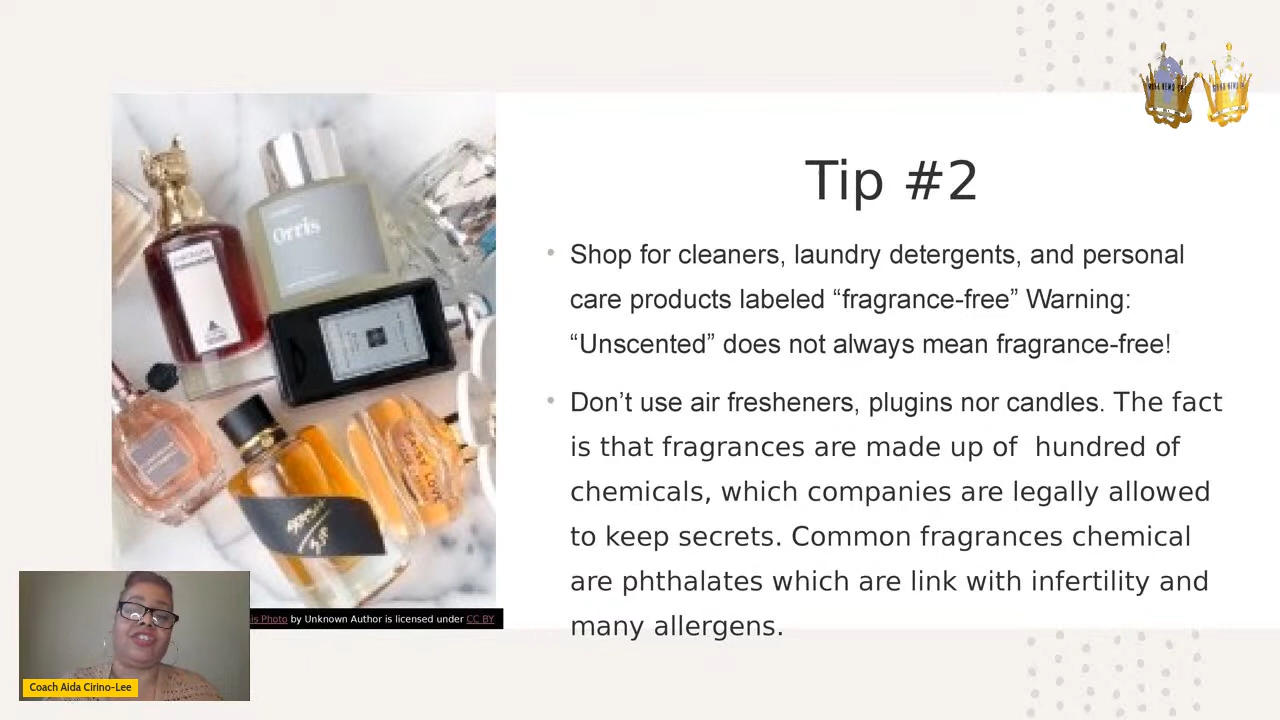 Tip #2
Orris
• Shop for cleaners, laundry detergents, and personal
care products labeled “fragrance-free” Warning:
“Unscented” does not always mean fragrance-free!
• Don’t use air fresheners, plugins nor candles. The fact
is that fragrances are made up of  hundred of
chemicals, which companies are legally allowed
to keep secrets. Common fragrances chemical
are phthalates which are link with infertility and
many allergens.
is Photo by Unknown Author is licensed under CC BY
Coach Aida Cirino-Lee